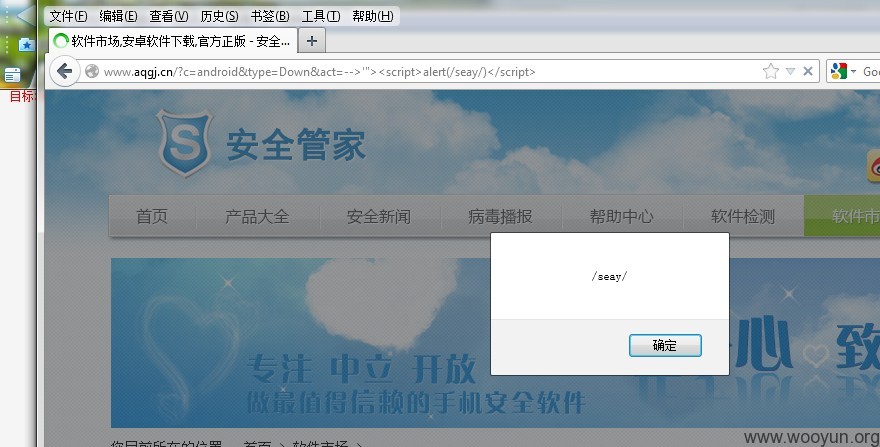 文件(F) 编辑(E) 查看(V) 历史(S) 书签(B) 工具(T) 帮助(H)
软件市场,安卓软件下载,官方正版 - 安全...
www.aqgj.cn/?c=android&type=Down&act=-->'"><script>alert(/seay/)</script>
Goo
目标
S 安全管家
首页 产品大全 安全新闻 病毒播报 帮助中心 软件检测 软件市
/seay/
确定
心 致
专注 中立 开放
做最值得信赖的手机安全软件
您目前所在的位置 首页 > 软件市场 >
www.wooyun.org